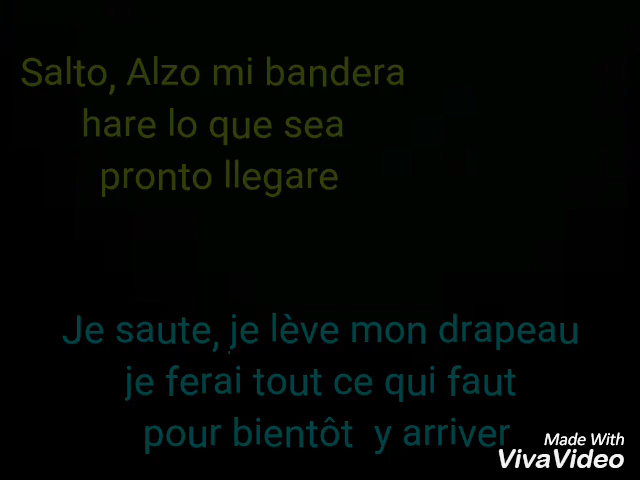 Salto, Alzo mi bandera
hare lo que sea
pronto llegare
Je saute, je lève mon drapeau
je ferai tout ce qui faut
pour bientôt y arriver
Made With
VivaVideo